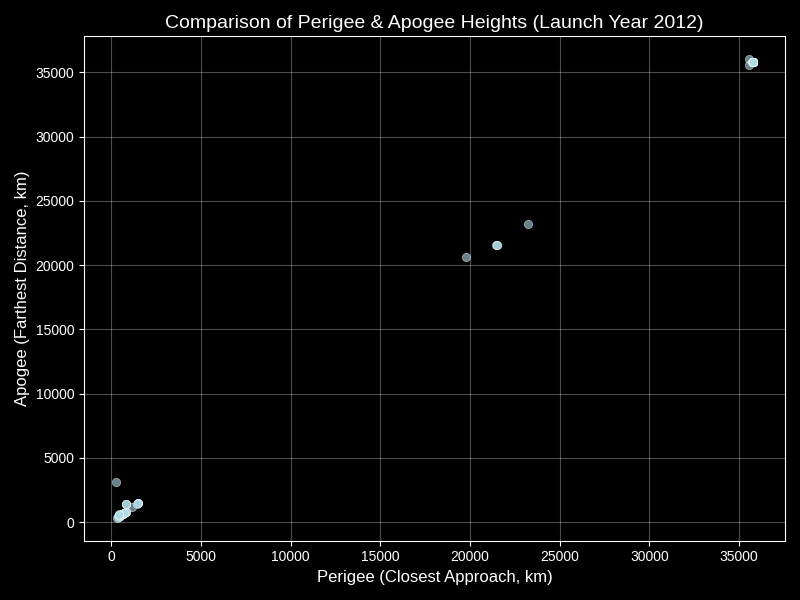 Comparison of Perigee & Apogee Heights (Launch Year 2012)
Apogee (Farthest Distance, km)
35000
30000
25000
20000
15000
10000
5000
0
0 5000 10000 15000 20000 25000 30000 35000
Perigee (Closest Approach, km)